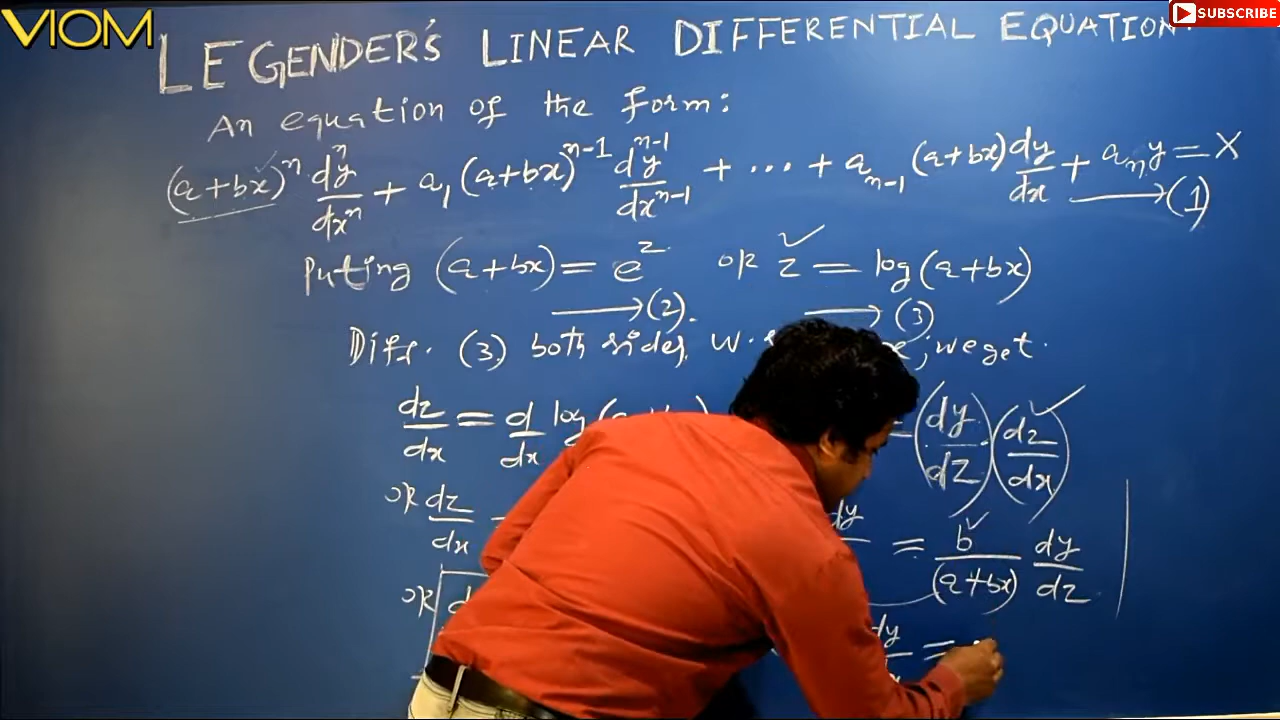 VIOM
SUBSCRIBE
LEGENDER'S LINEAR DIFFERENTIAL EQUATION.
An equation of the form:
(a+bx)^n d^n y/dx^n + a_1 (a+bx)^{n-1} d^{n-1}y/dx^{n-1} + ... + a_{n-1} (a+bx) dy/dx + a_n y = X
⟶ (1)
Puting (a+bx) = e^z or z = log(a+bx)
⟶ (2). ⟶ (3)
Diff. (3) both sides, w. , we get.
dz/dx = d/dx log (dy/dz)·(dz/dx)
or dz/dx dy = b/(a+bx) dy/dz
or d dy =